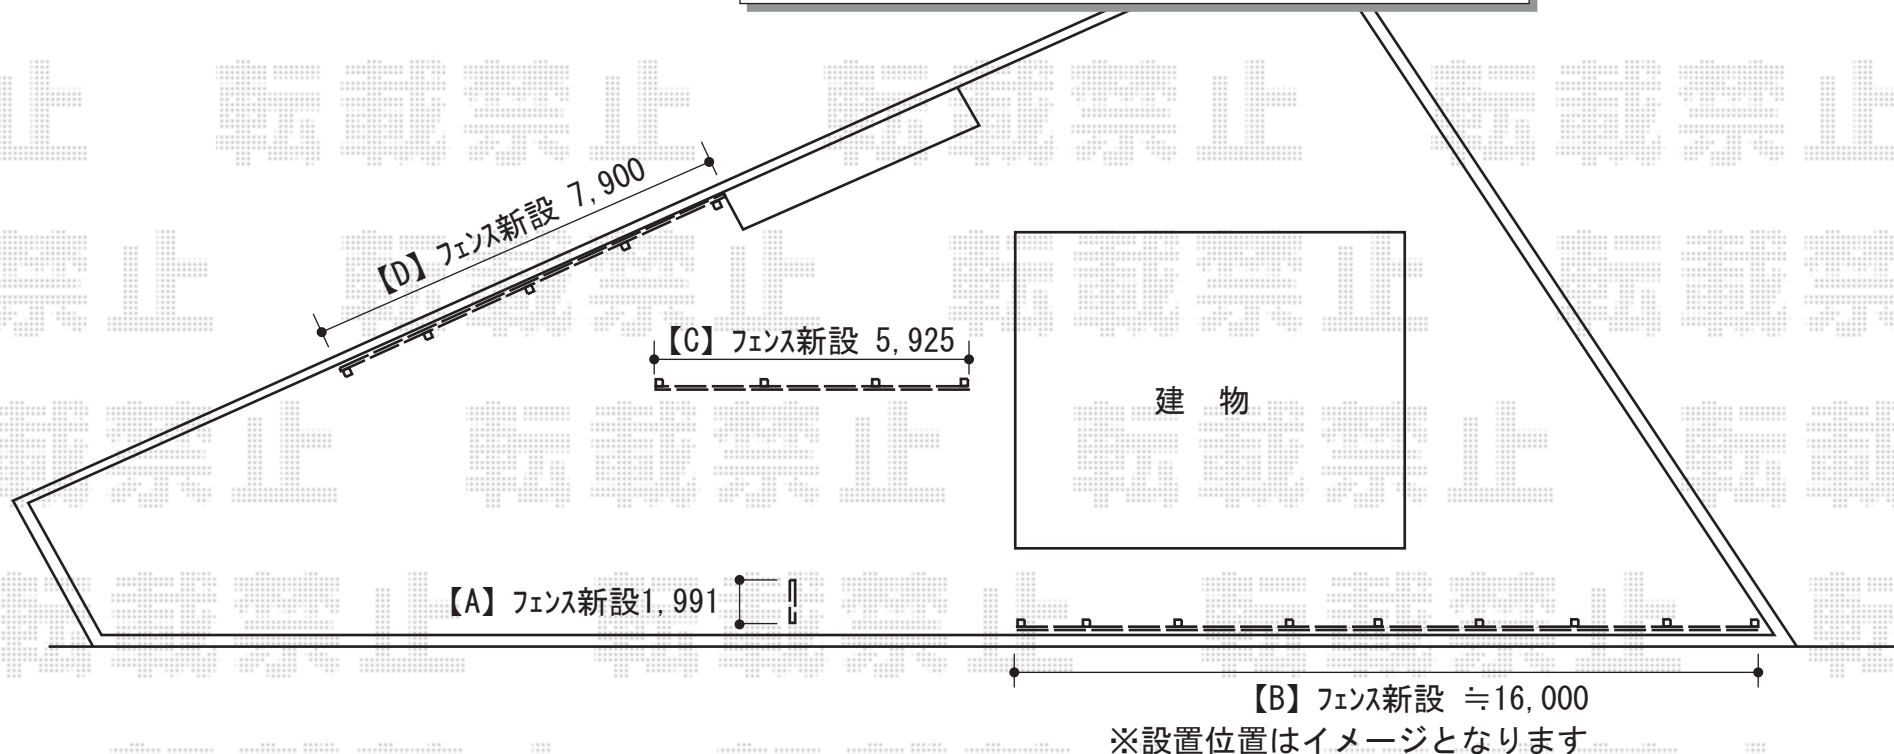 【D】フェンス新設 7,900
【C】フェンス新設 5,925
建 物
【A】フェンス新設1,991
【B】フェンス新設 ≒16,000
※設置位置はイメージとなります
転載禁止